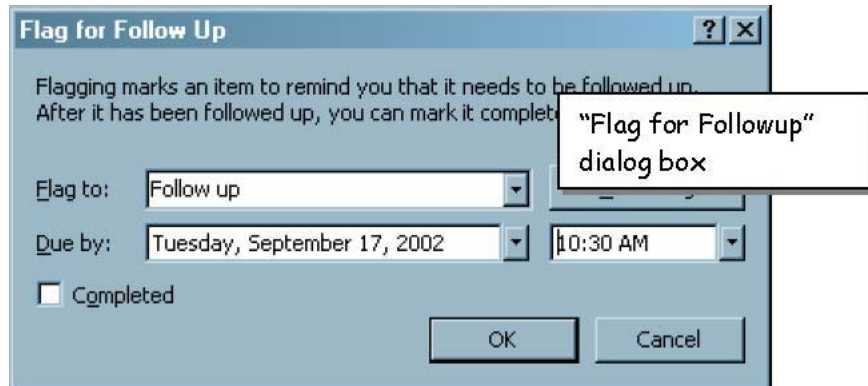 Flag for Follow Up
Flagging marks an item to remind you that it needs to be followed up.
After it has been followed up, you can mark it complete
"Flag for Followup"
dialog box
Flag to:
Follow up
Due by:
Tuesday, September 17, 2002
10:30 AM
Completed
OK
Cancel